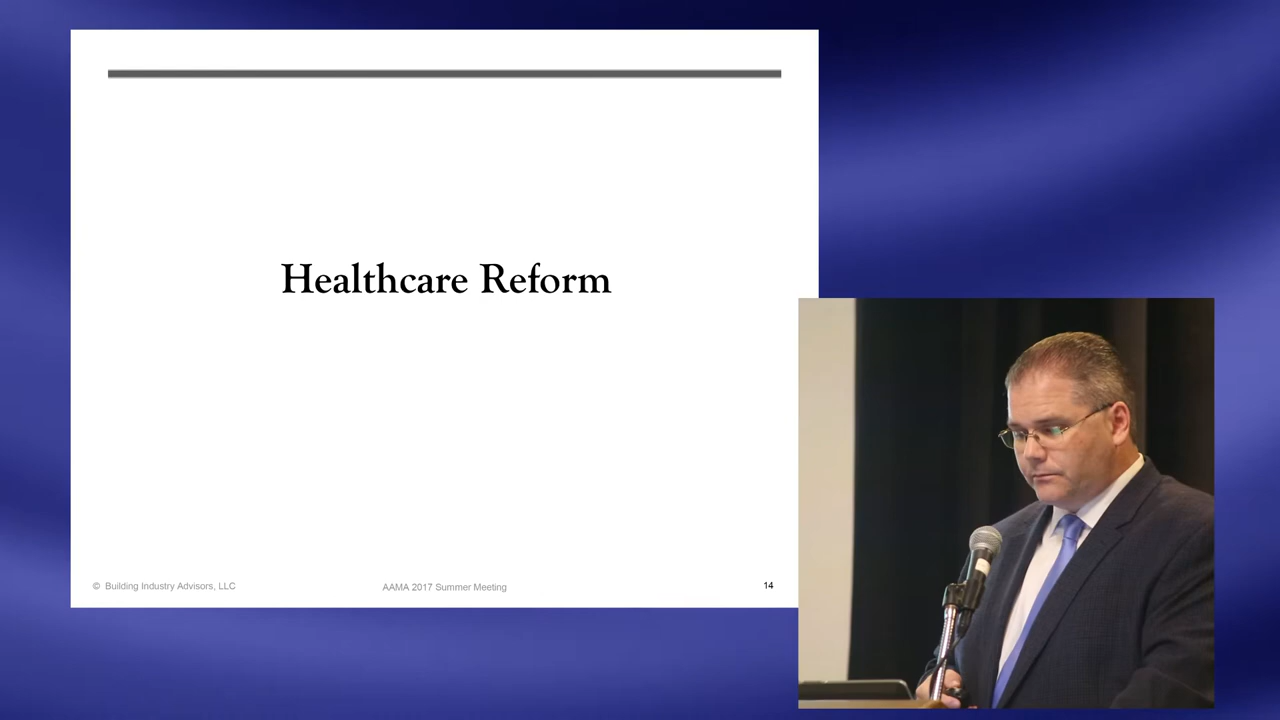 Healthcare Reform
© Building Industry Advisors, LLC
AAMA 2017 Summer Meeting
14